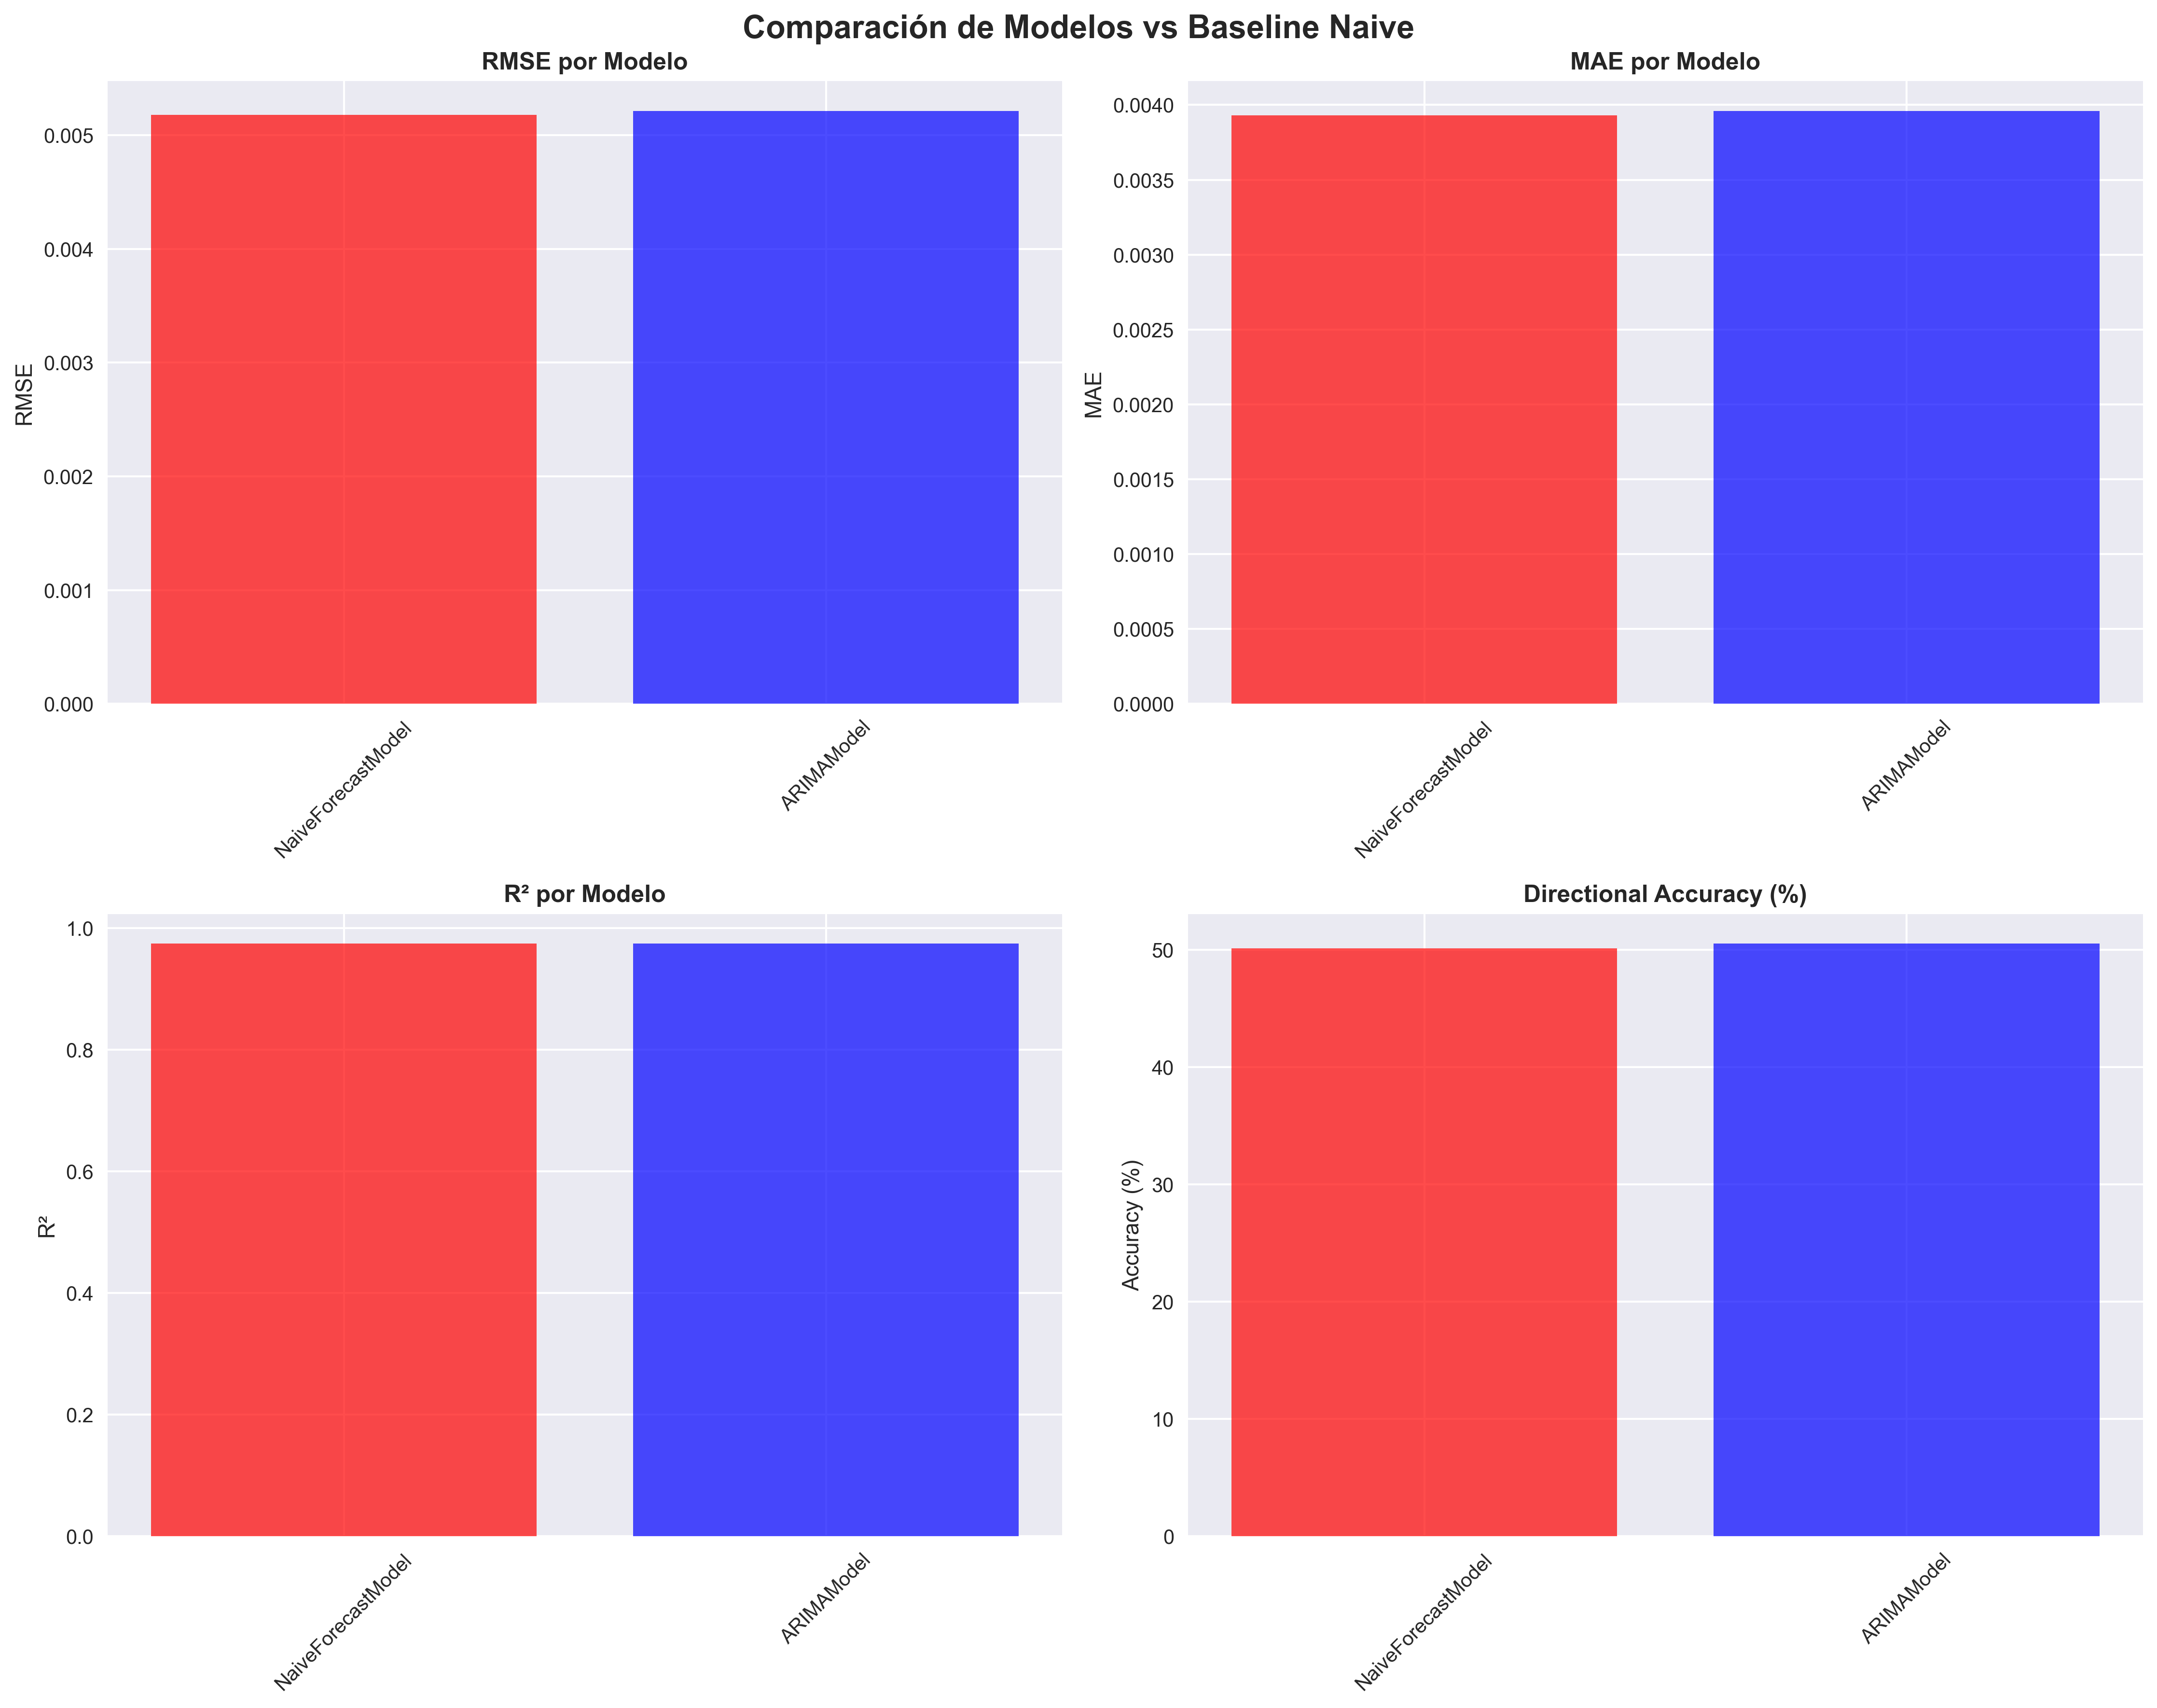 Comparación de Modelos vs Baseline Naive
RMSE por Modelo
RMSE
0.005
0.004
0.003
0.002
0.001
0.000
NaiveForecastModel
ARIMAModel
MAE por Modelo
MAE
0.0040
0.0035
0.0030
0.0025
0.0020
0.0015
0.0010
0.0005
0.0000
NaiveForecastModel
ARIMAModel
R² por Modelo
R²
1.0
0.8
0.6
0.4
0.2
0.0
NaiveForecastModel
ARIMAModel
Directional Accuracy (%)
Accuracy (%)
50
40
30
20
10
0
NaiveForecastModel
ARIMAModel